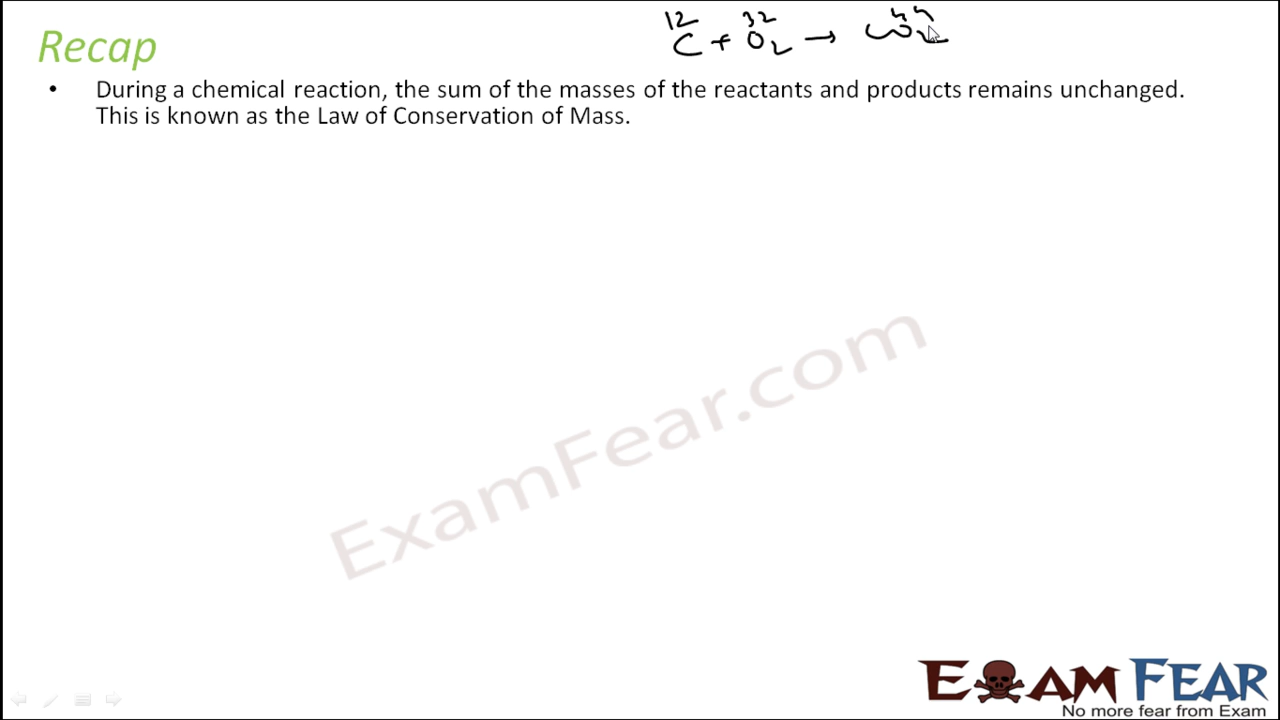 12 32 44
C + O2 → CO2
Recap
• During a chemical reaction, the sum of the masses of the reactants and products remains unchanged.
This is known as the Law of Conservation of Mass.
ExamFear.com
EXAM FEAR
No more fear from Exam